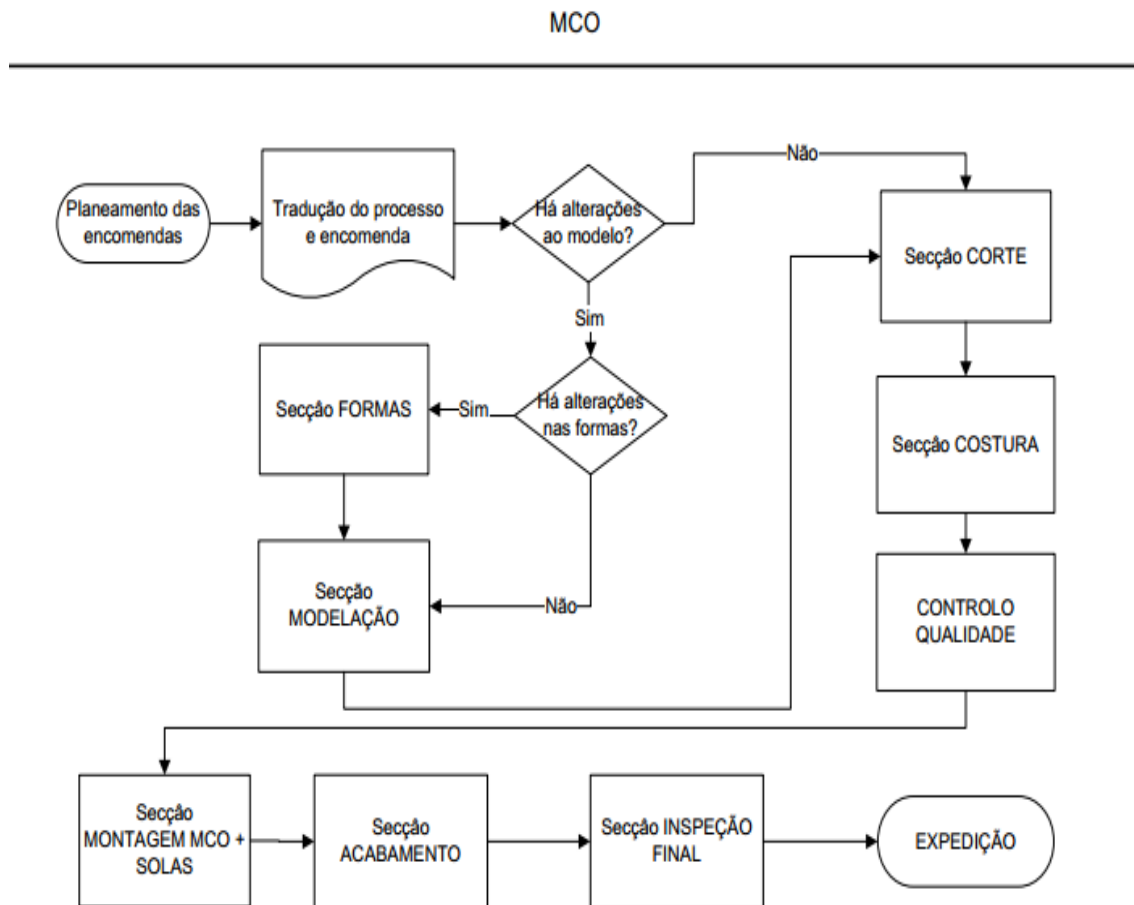 MCO
Planeamento das
encomendas
Tradução do processo
e encomenda
Há alterações
ao modelo?
Não
Secção CORTE
Sim
Secção FORMAS
Sim
Há alterações
nas formas?
Secção COSTURA
Secção
MODELAÇÃO
Não
CONTROLO
QUALIDADE
Secção
MONTAGEM MCO +
SOLAS
Secção
ACABAMENTO
Secção INSPEÇÃO
FINAL
EXPEDIÇÃO